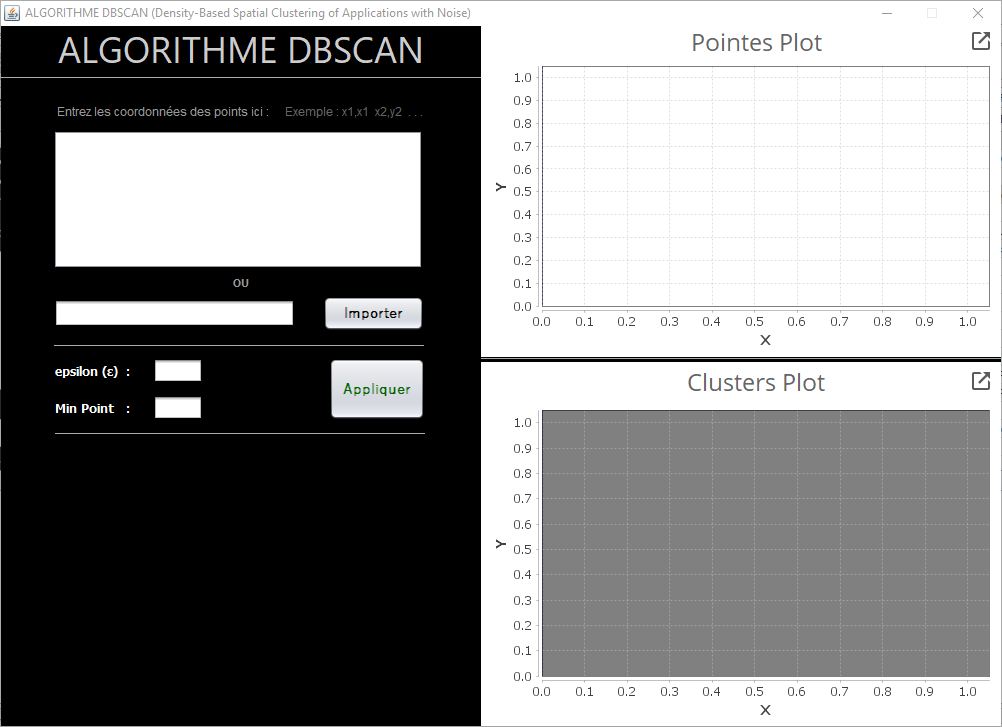 ALGORITHME DBSCAN (Density-Based Spatial Clustering of Applications with Noise)
ALGORITHME DBSCAN
Entrez les coordonnées des points ici :   Exemple : x1,x1  x2,y2  . . .
OU
Importer
epsilon (ε)  :
Min Point   :
Appliquer
Pointes Plot
1.0
0.9
0.8
0.7
0.6
0.5
0.4
0.3
0.2
0.1
0.0
Y
0.0 0.1 0.2 0.3 0.4 0.5 0.6 0.7 0.8 0.9 1.0
X
Clusters Plot
1.0
0.9
0.8
0.7
0.6
0.5
0.4
0.3
0.2
0.1
0.0
Y
0.0 0.1 0.2 0.3 0.4 0.5 0.6 0.7 0.8 0.9 1.0
X